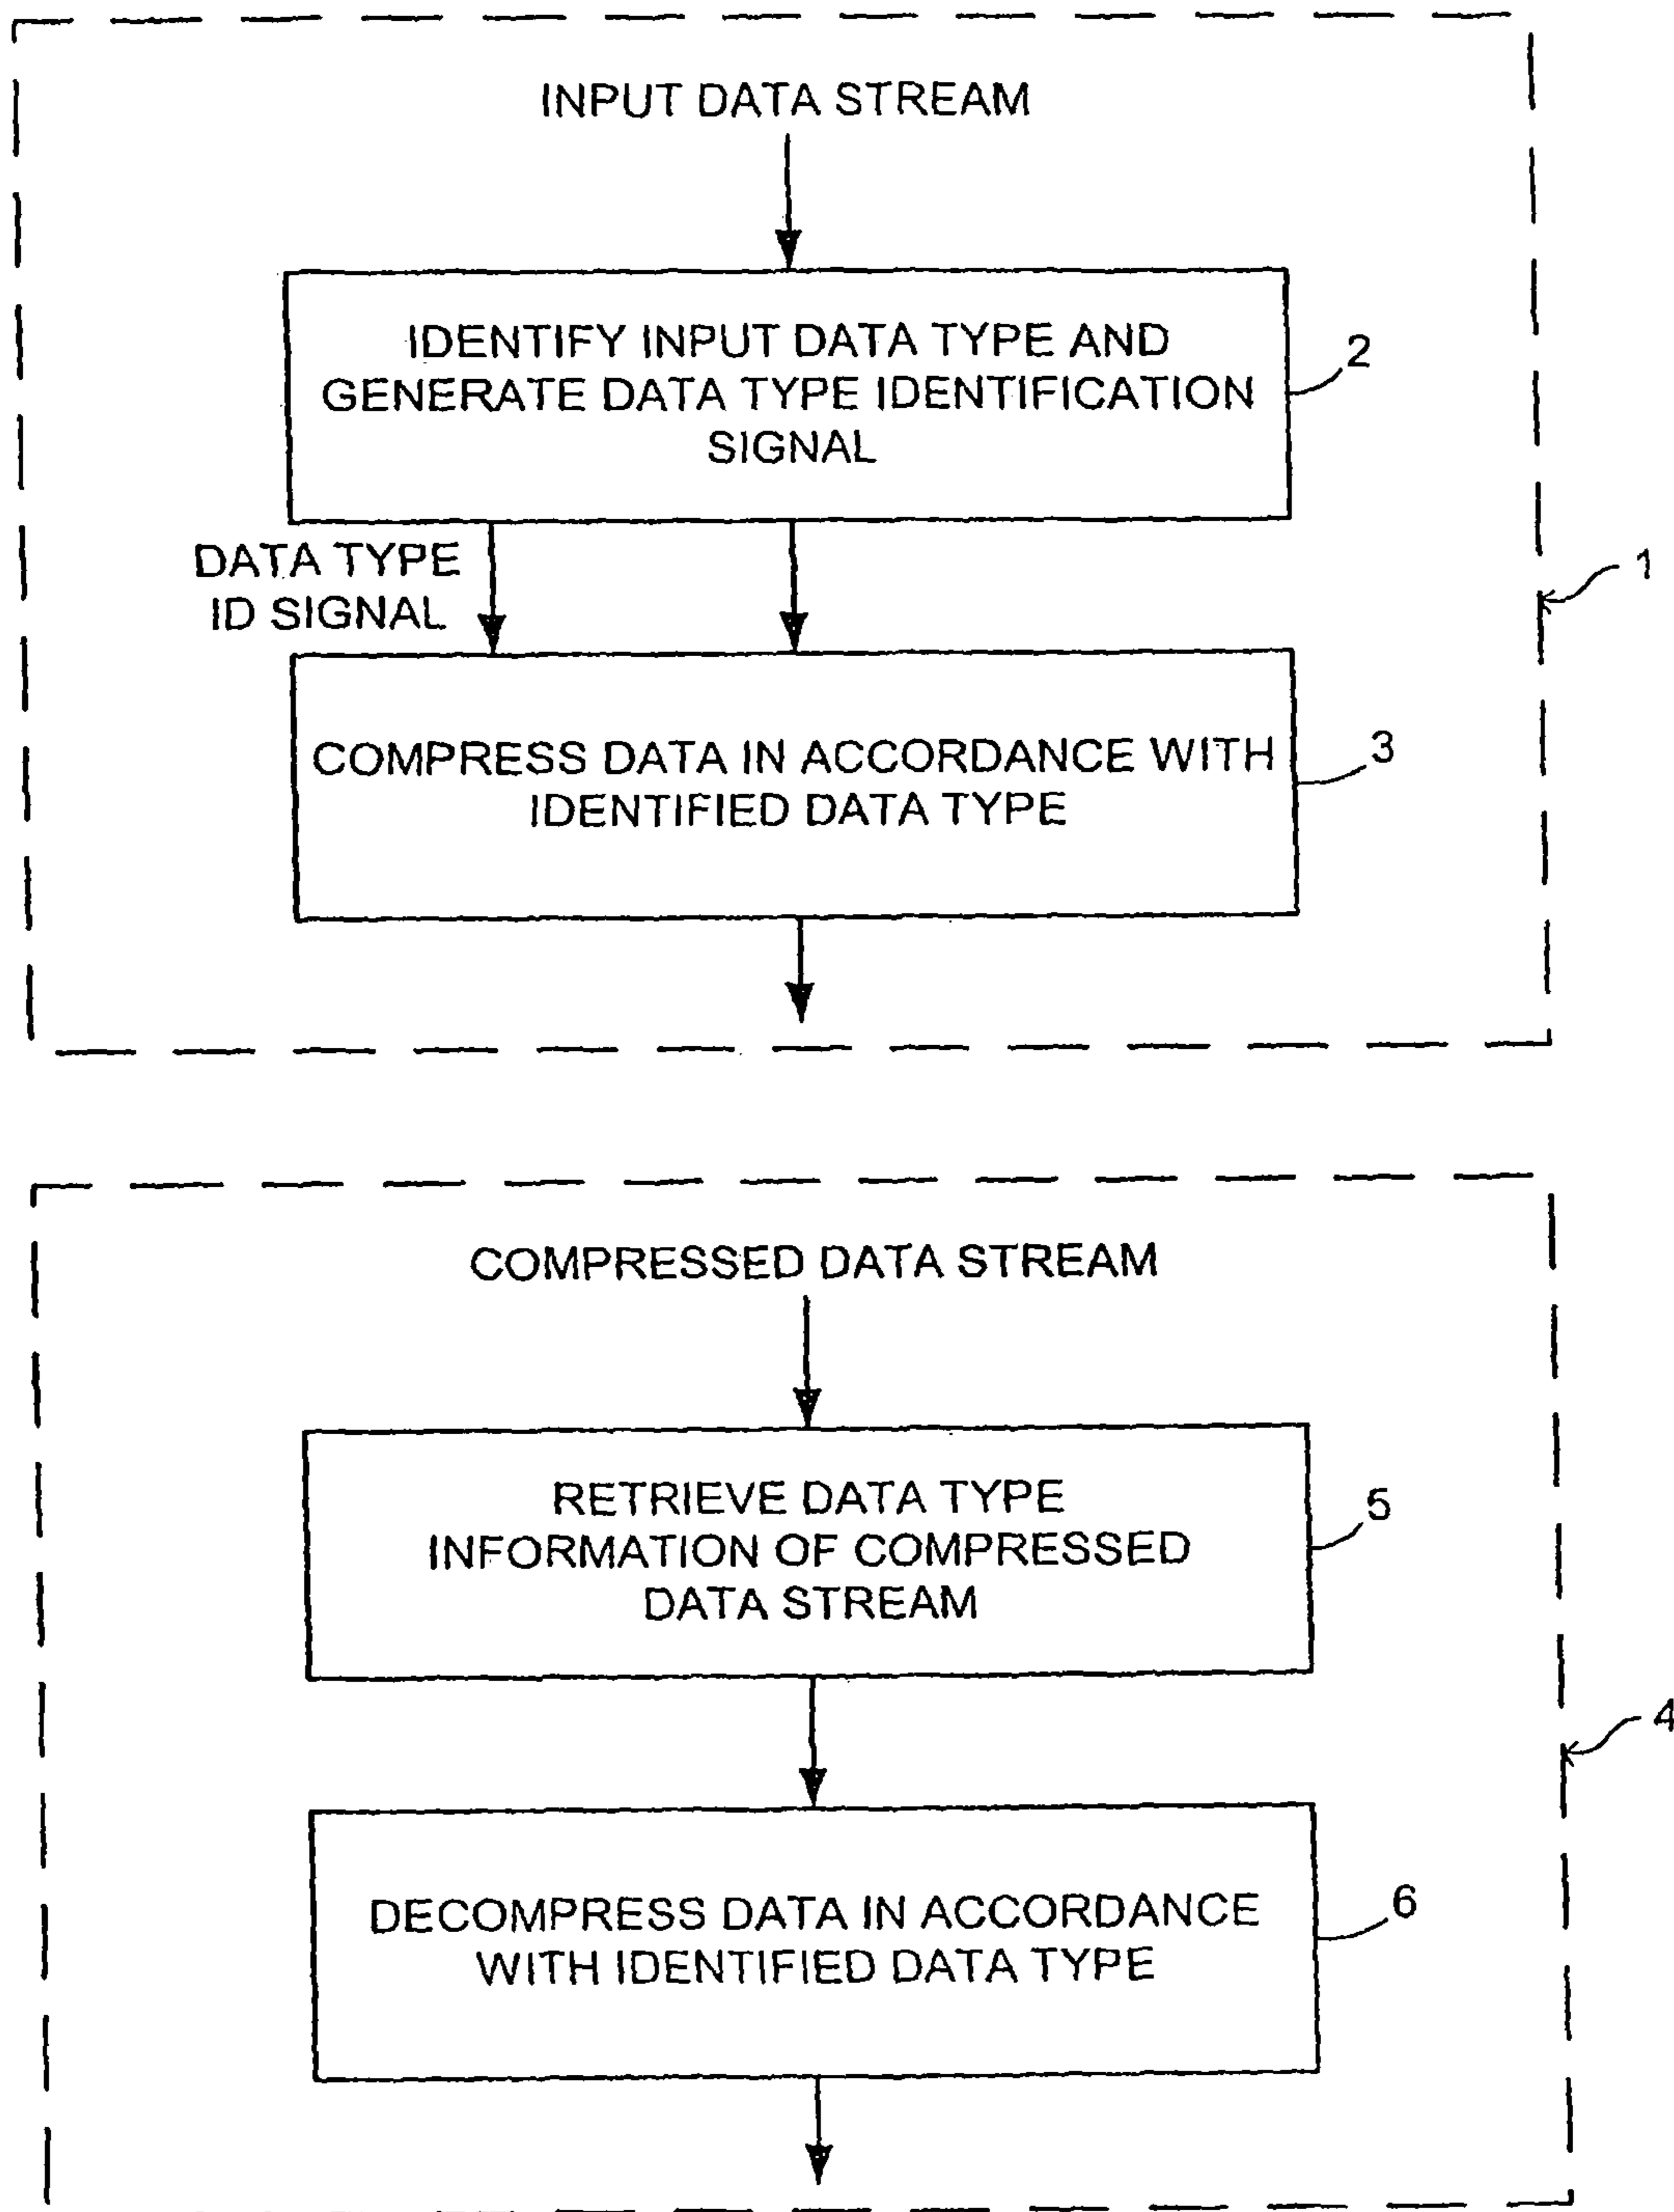 INPUT DATA STREAM
IDENTIFY INPUT DATA TYPE AND
GENERATE DATA TYPE IDENTIFICATION
SIGNAL
2
DATA TYPE
ID SIGNAL
1
COMPRESS DATA IN ACCORDANCE WITH
IDENTIFIED DATA TYPE
3
COMPRESSED DATA STREAM
RETRIEVE DATA TYPE
INFORMATION OF COMPRESSED
DATA STREAM
5
4
DECOMPRESS DATA IN ACCORDANCE
WITH IDENTIFIED DATA TYPE
6